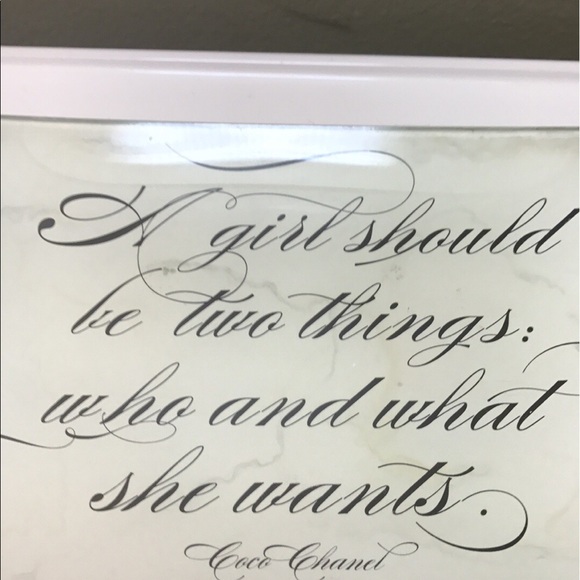 A girl should
be two things:
who and what
she wants.
Coco Chanel